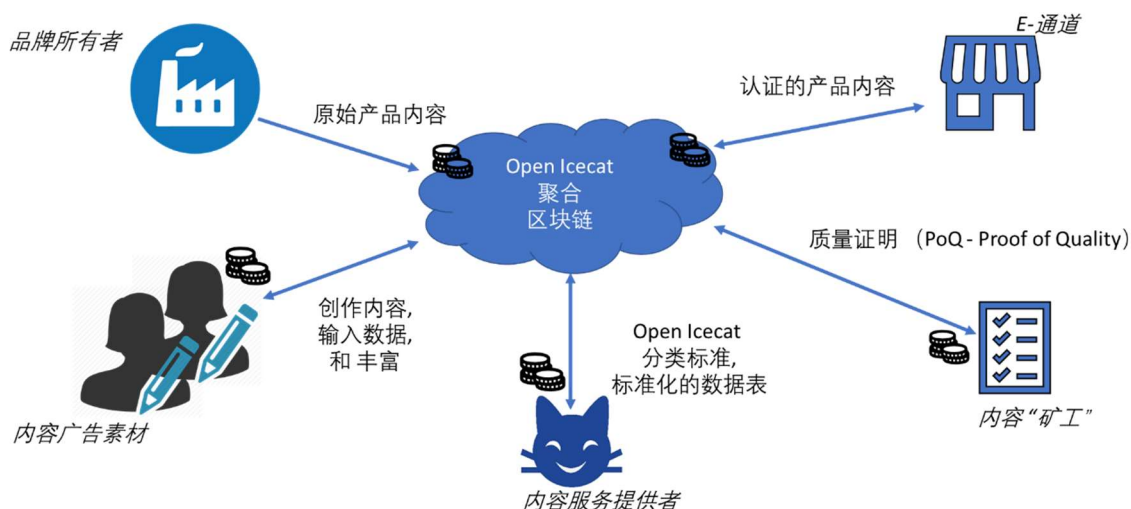 品牌所有者
E-通道
原始产品内容
认证的产品内容
Open Icecat
聚合
区块链
质量证明 （PoQ - Proof of Quality）
创作内容,
输入数据,
和 丰富
Open Icecat
分类标准,
标准化的数据表
内容广告素材
内容“矿工”
内容服务提供者